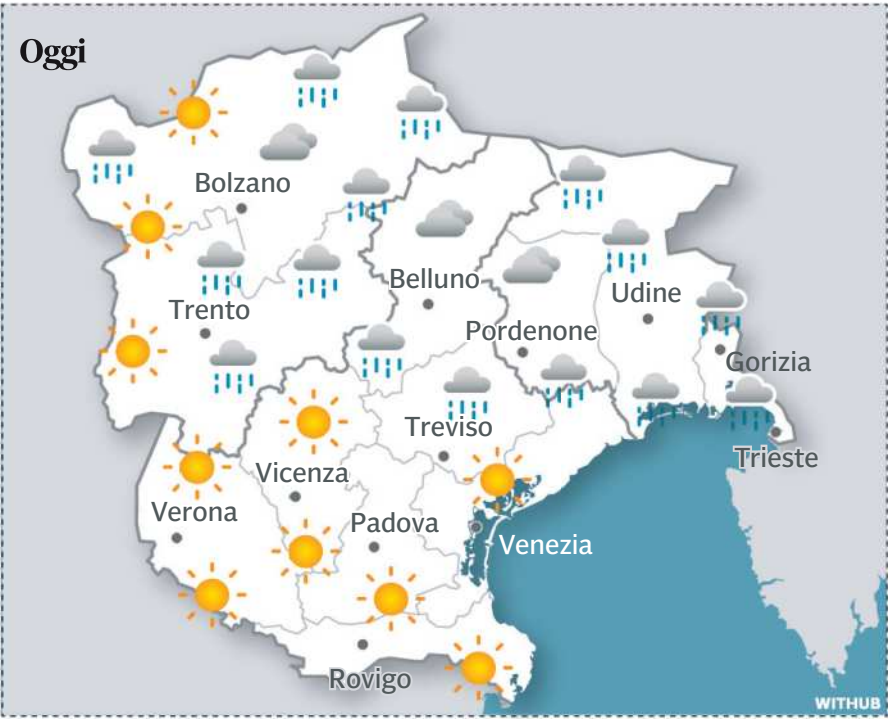 Oggi
Bolzano
Belluno
Udine
Trento
Pordenone
Gorizia
Treviso
Trieste
Vicenza
Verona
Padova
Venezia
Rovigo
WITHUB